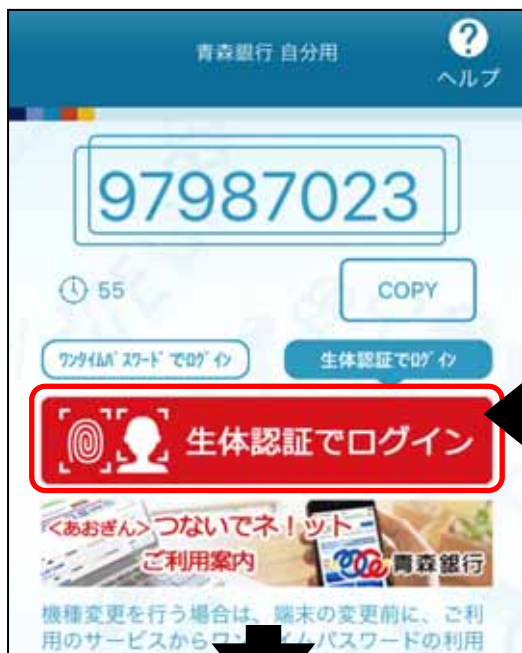 青森銀行 自分用
?
ヘルプ
97987023
55
COPY
ワンタイムパスワードでログイン
生体認証でログイン
生体認証でログイン
<あおぎん>つないでネ!ット
ご利用案内
青森銀行
機種変更を行う場合は、端末の変更前に、ご利
用のサービスからワン イムパスワードの利用